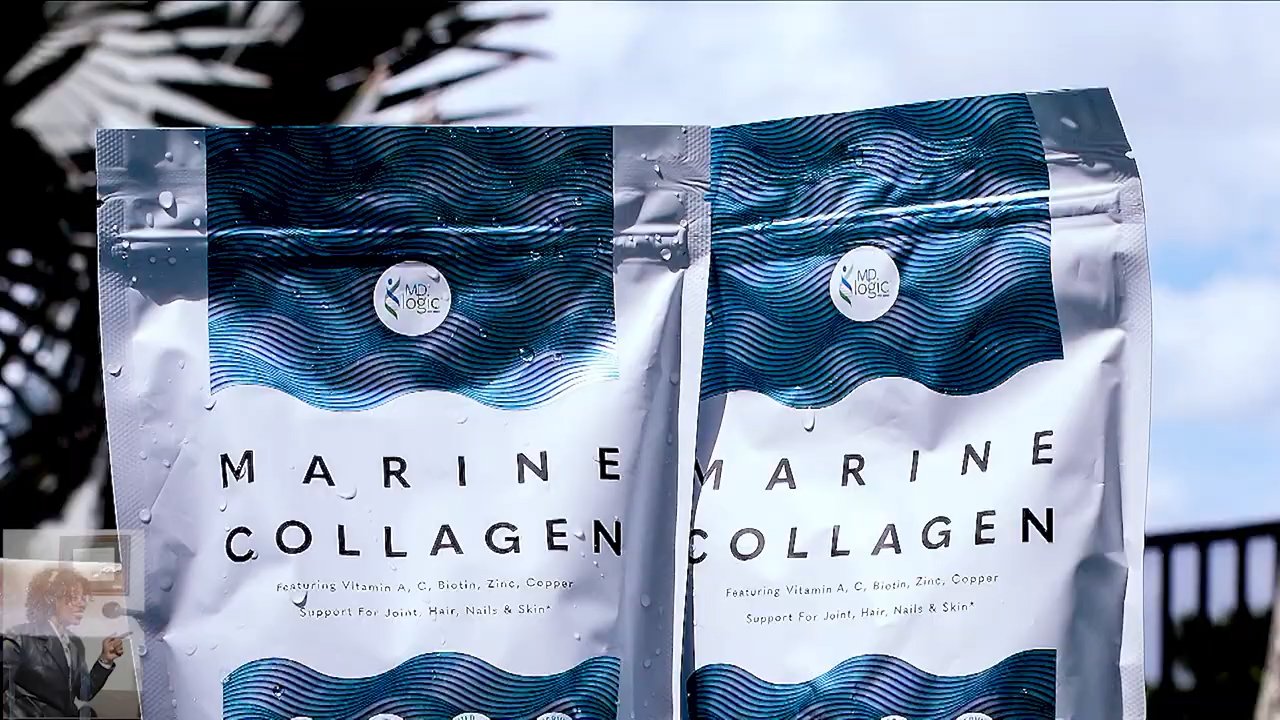 MD.
logic
MARINE
COLLAGEN
Featuring Vitamin A, C, Biotin, Zinc, Copper
Support For Joint, Hair, Nails & Skin*
MD.
logic
MARINE
COLLAGEN
Featuring Vitamin A, C, Biotin, Zinc, Copper
Support For Joint, Hair, Nails & Skin*